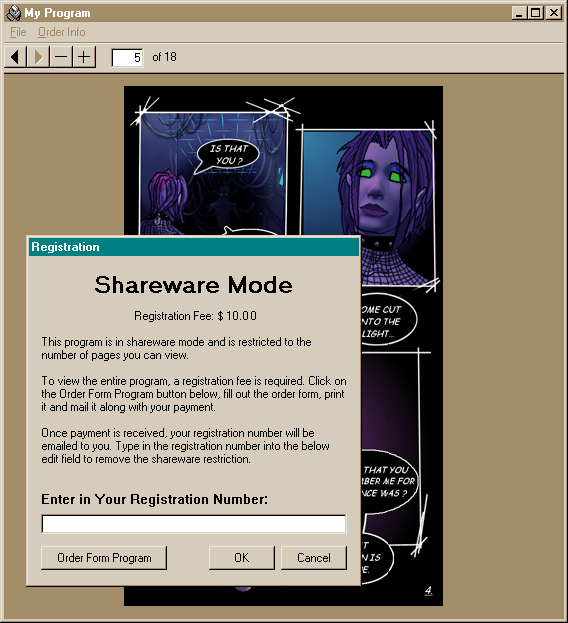 My Program
File Order Info
5 of 18
IS THAT
YOU ?
Registration
Shareware Mode
Registration Fee: $10.00
This program is in shareware mode and is restricted to the
number of pages you can view.
To view the entire program, a registration fee is required. Click on
the Order Form Program button below, fill out the order form, print
it and mail it along with your payment.
Once payment is received, your registration number will be
emailed to you. Type in the registration number into the below
edit field to remove the shareware restriction.
Enter in Your Registration Number:
Order Form Program OK Cancel
OME CUT
NTO THE
LIGHT...
THAT YOU
BER ME FOR
NCE WAS ?
T
N IS
E.
4.